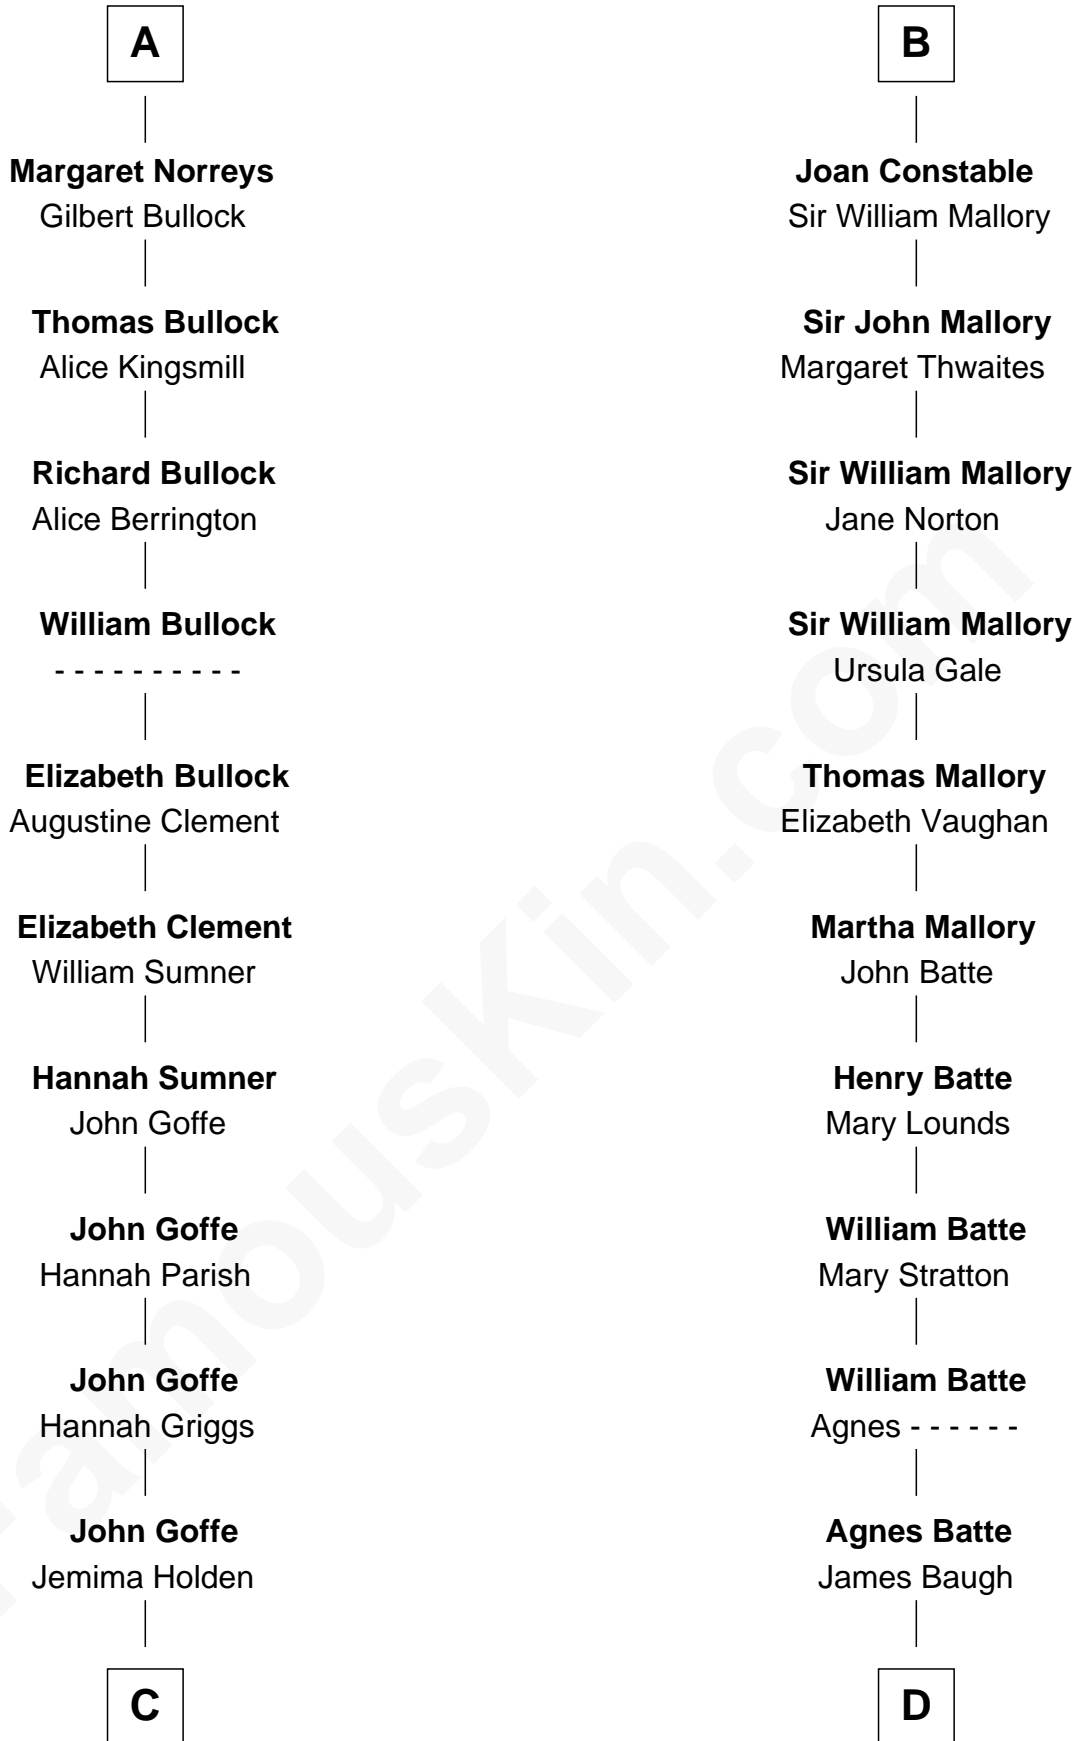 A
Margaret Norreys
Gilbert Bullock
Thomas Bullock
Alice Kingsmill
Richard Bullock
Alice Berrington
William Bullock
- - - - - - - - - -
Elizabeth Bullock
Augustine Clement
Elizabeth Clement
William Sumner
Hannah Sumner
John Goffe
John Goffe
Hannah Parish
John Goffe
Hannah Griggs
John Goffe
Jemima Holden
C
B
Joan Constable
Sir William Mallory
Sir John Mallory
Margaret Thwaites
Sir William Mallory
Jane Norton
Sir William Mallory
Ursula Gale
Thomas Mallory
Elizabeth Vaughan
Martha Mallory
John Batte
Henry Batte
Mary Lounds
William Batte
Mary Stratton
William Batte
Agnes - - - - - -
Agnes Batte
James Baugh
D
FamousKin.com